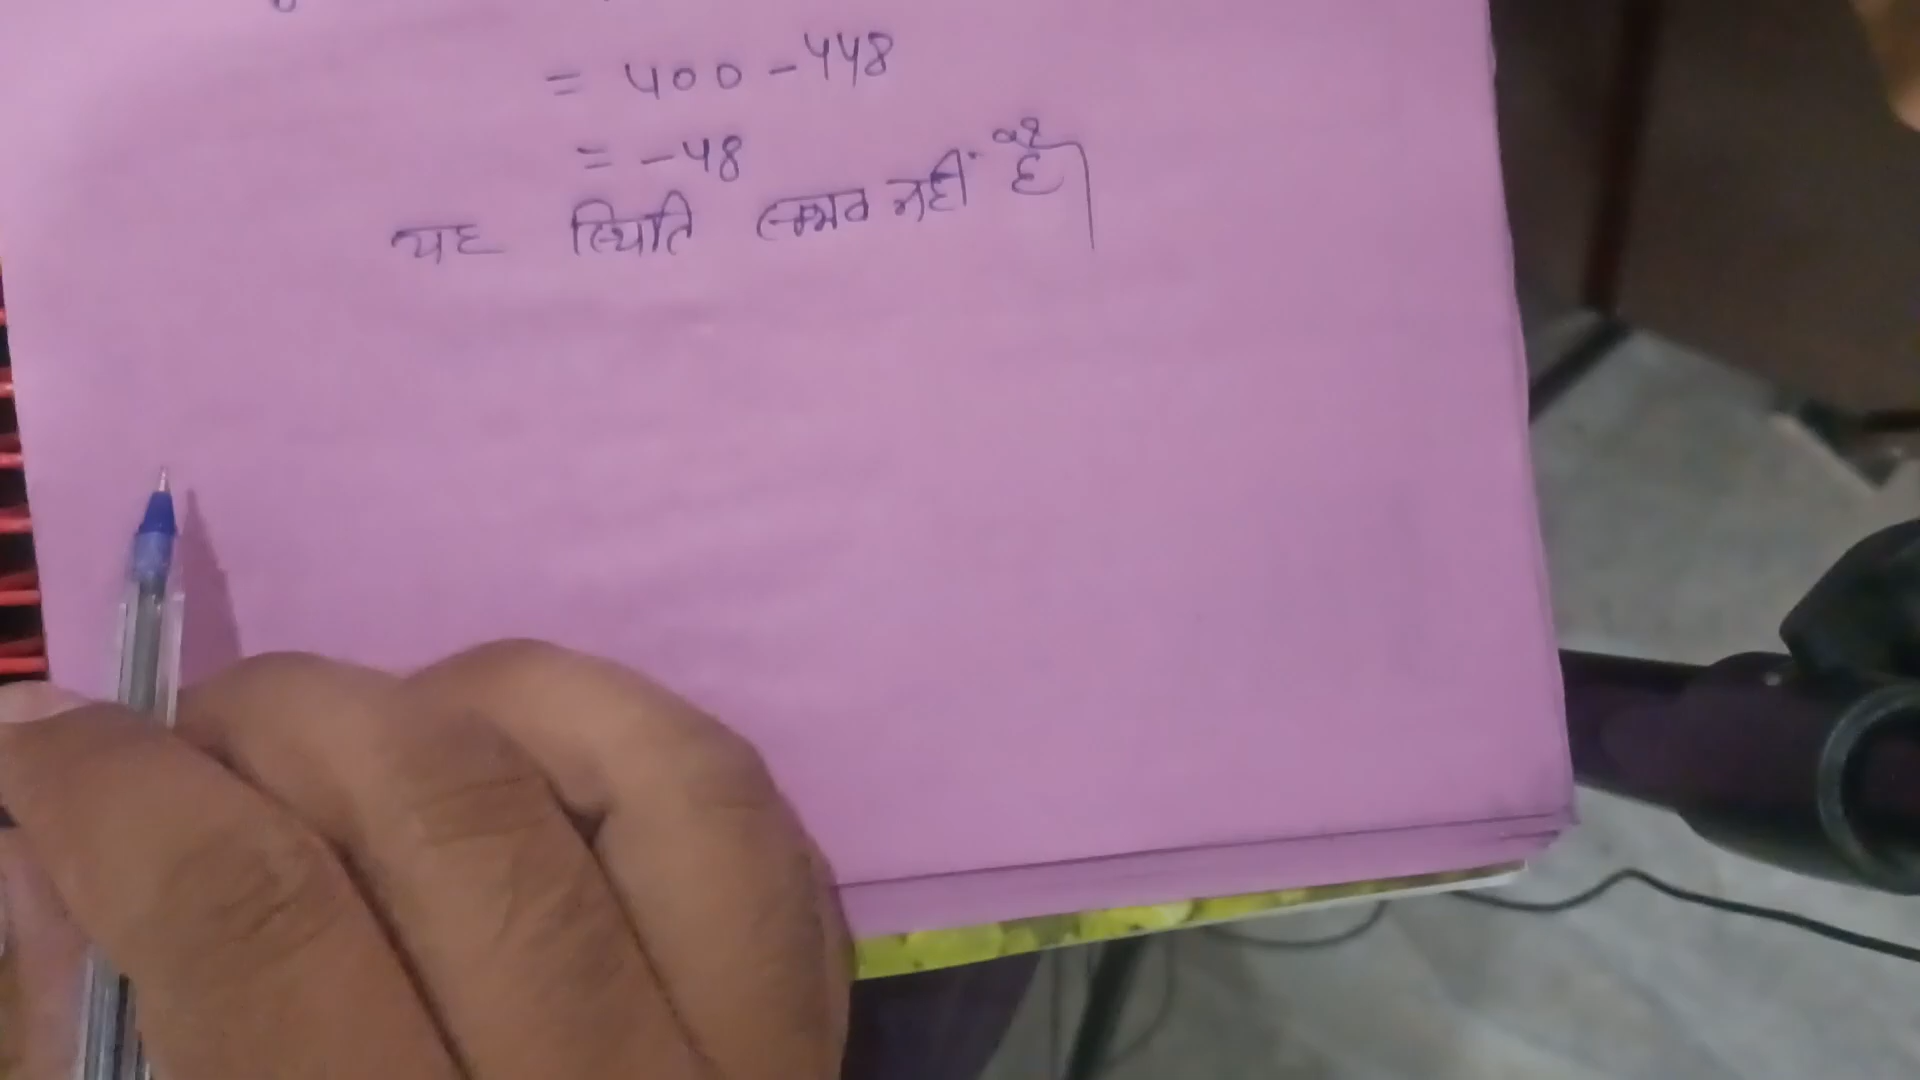 = 400 - 448
= - 48
यह स्थिति सम्भव नहीं है।